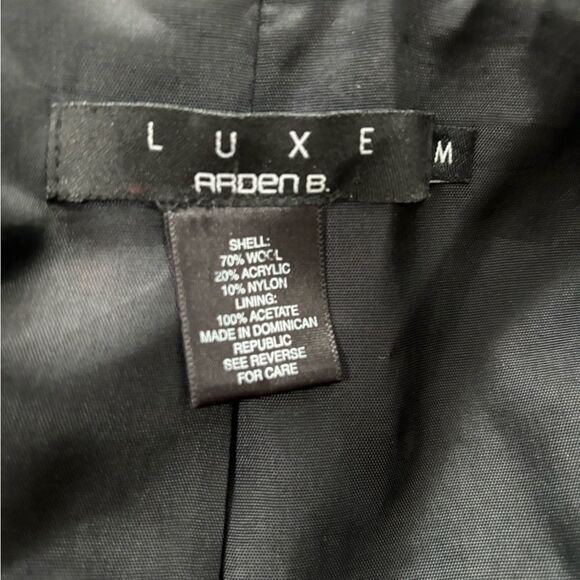 LUXE
ARDEN B.
M
SHELL:
70% WOOL
20% ACRYLIC
10% NYLON
LINING:
100% ACETATE
MADE IN DOMINICAN
REPUBLIC
SEE REVERSE
FOR CARE